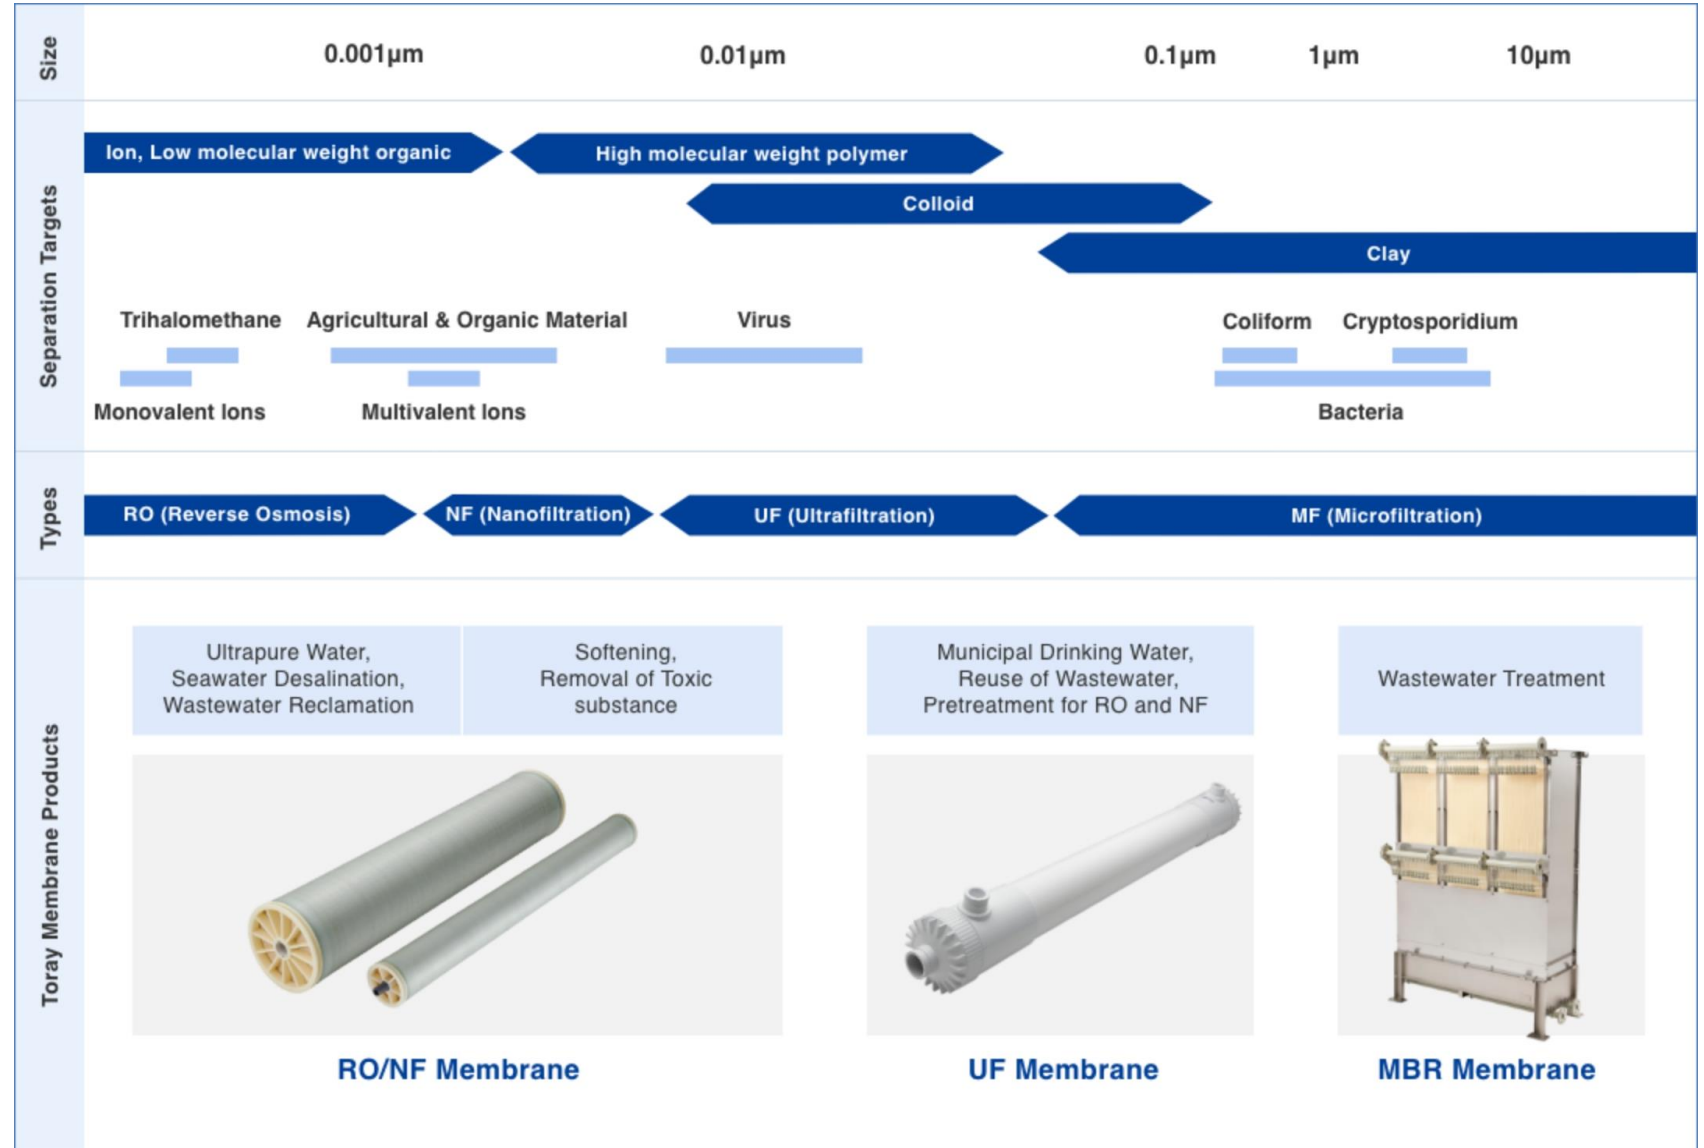 Size
0.001μm
0.01μm
0.1μm
1μm
10μm
Separation Targets
Ion, Low molecular weight organic
High molecular weight polymer
Colloid
Clay
Trihalomethane
Agricultural & Organic Material
Virus
Coliform
Cryptosporidium
Monovalent Ions
Multivalent Ions
Bacteria
Types
RO (Reverse Osmosis)
NF (Nanofiltration)
UF (Ultrafiltration)
MF (Microfiltration)
Toray Membrane Products
Ultrapure Water,
Seawater Desalination,
Wastewater Reclamation
Softening,
Removal of Toxic
substance
Municipal Drinking Water,
Reuse of Wastewater,
Pretreatment for RO and NF
Wastewater Treatment
RO/NF Membrane
UF Membrane
MBR Membrane